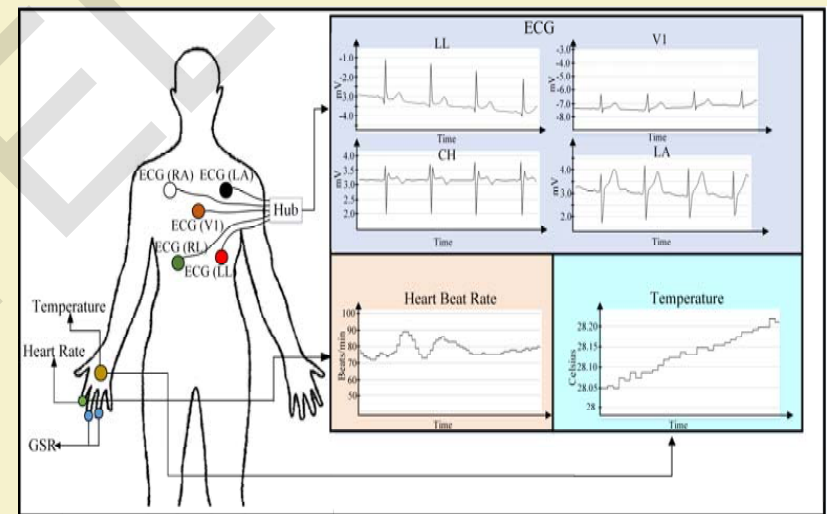 ECG
LL
-1.0
-2.0
-3.0
-4.0
mV
Time
V1
-3.0
-4.0
-5.0
-6.0
-7.0
-8.0
mV
Time
CH
4.0
3.5
3.0
2.5
2.0
mV
Time
LA
4.0
3.0
2.0
mV
Time
ECG (RA) ECG (LA)
ECG (V1)
ECG (RL)
ECG (LL)
Hub
Temperature
Heart Rate
GSR
Heart Beat Rate
100
90
80
70
60
50
Beats/min
Time
Temperature
28.20
28.15
28.10
28.05
28
Celsius
Time